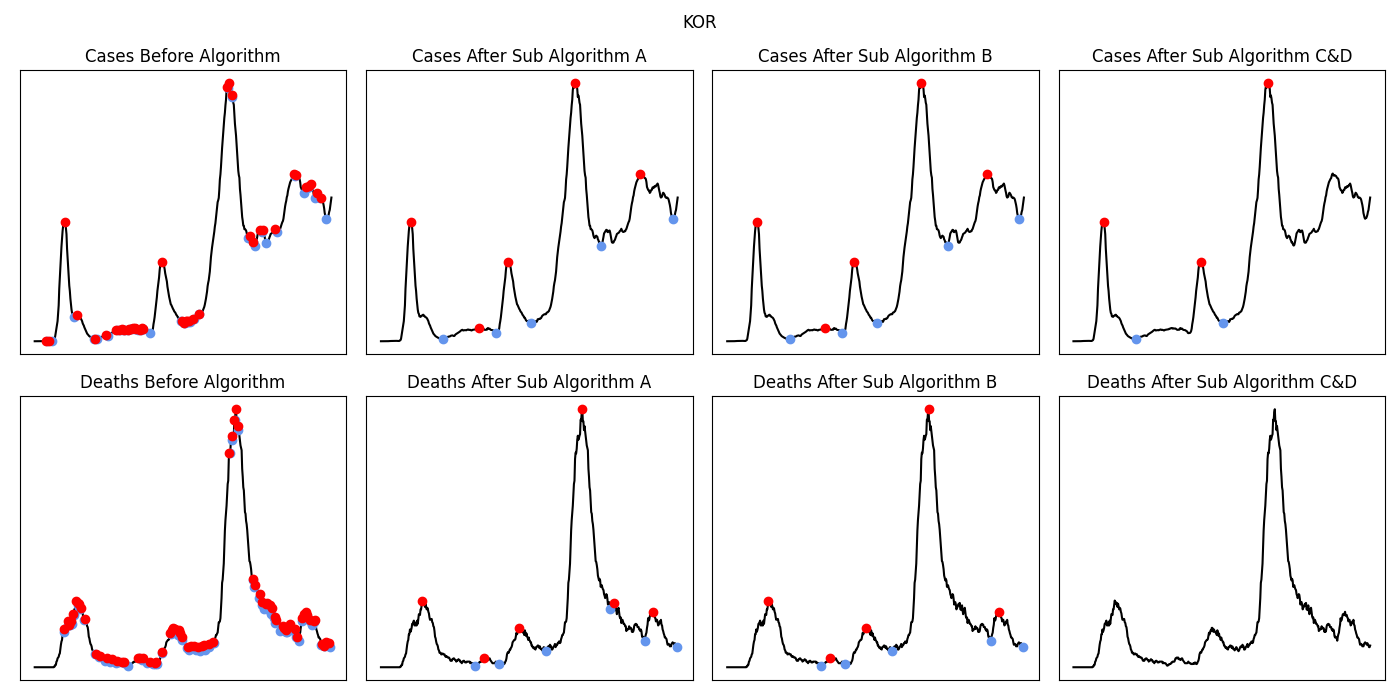 KOR
Cases Before Algorithm
Cases After Sub Algorithm A
Cases After Sub Algorithm B
Cases After Sub Algorithm C&D
Deaths Before Algorithm
Deaths After Sub Algorithm A
Deaths After Sub Algorithm B
Deaths After Sub Algorithm C&D